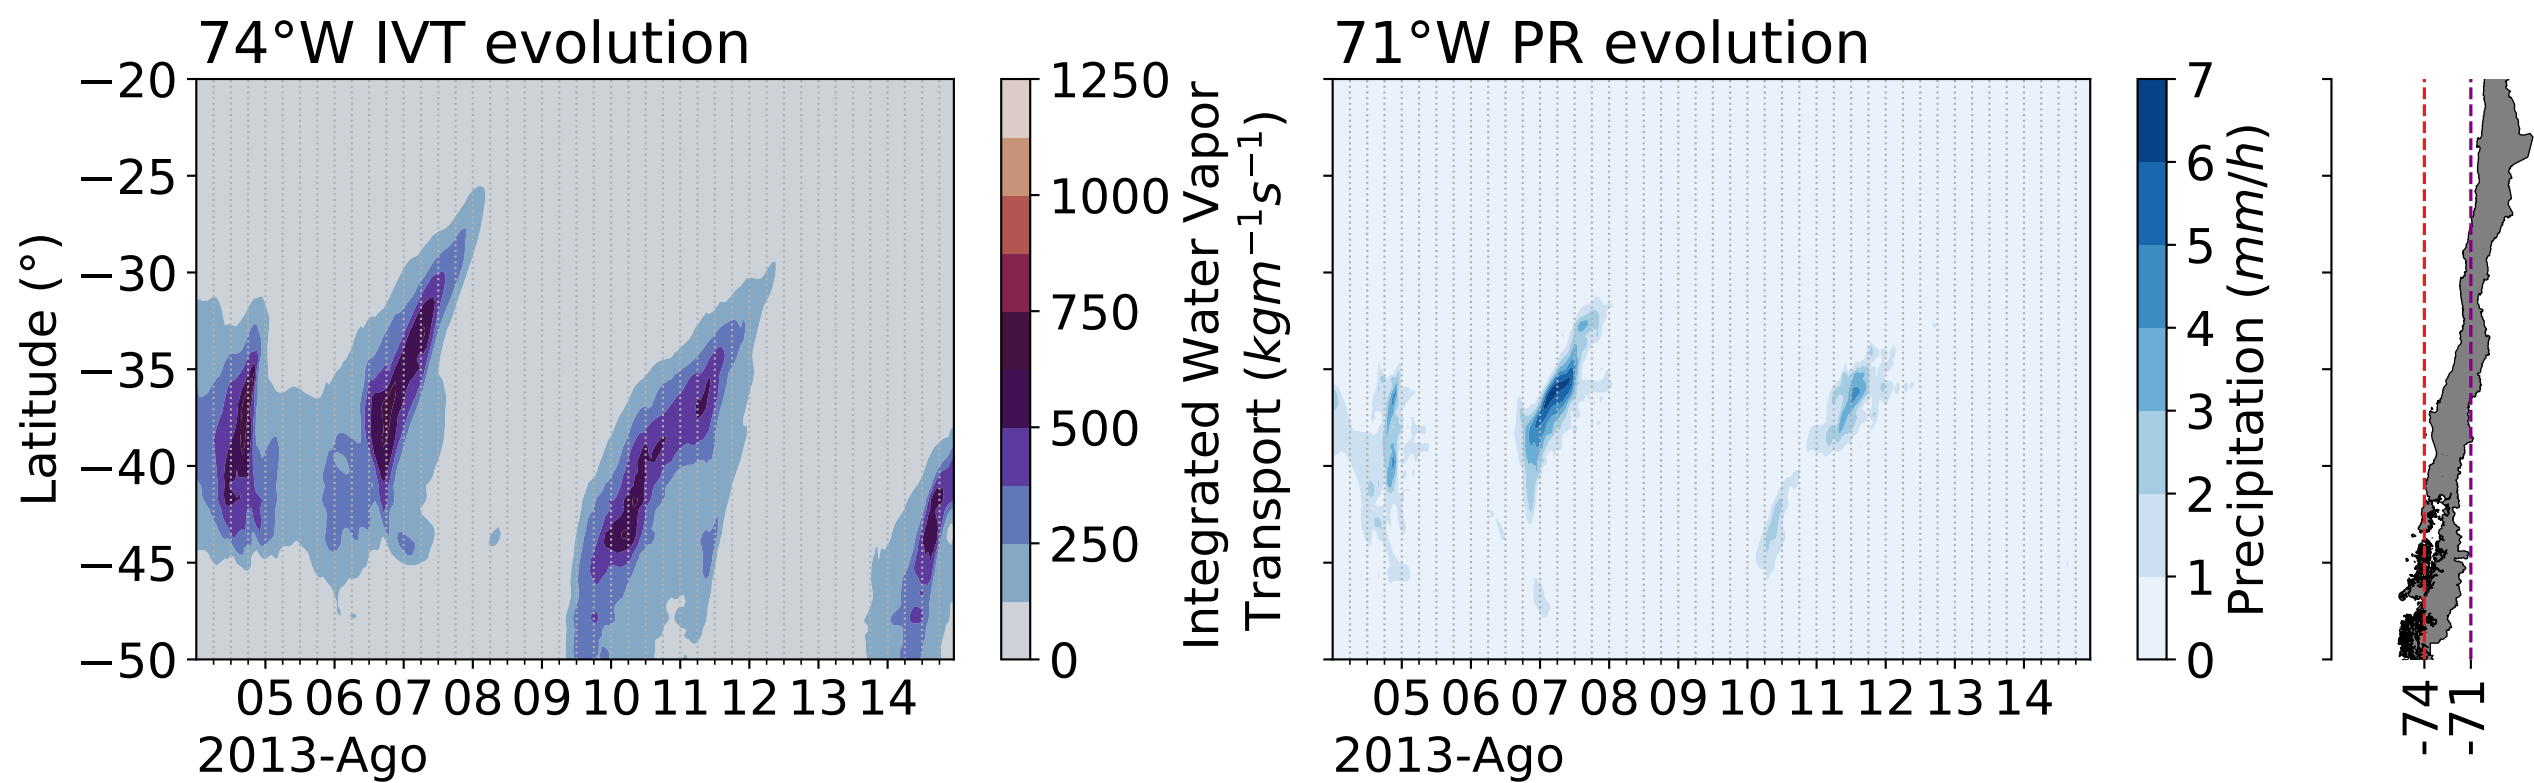 74°W IVT evolution
−20
−25
−30
−35
−40
−45
−50
Latitude (°)
05 06 07 08 09 10 11 12 13 14
2013-Ago
1250
1000
750
500
250
0
Integrated Water Vapor
Transport (kgm⁻¹s⁻¹)
71°W PR evolution
05 06 07 08 09 10 11 12 13 14
2013-Ago
7
6
5
4
3
2
1
0
Precipitation (mm/h)
-74
-71